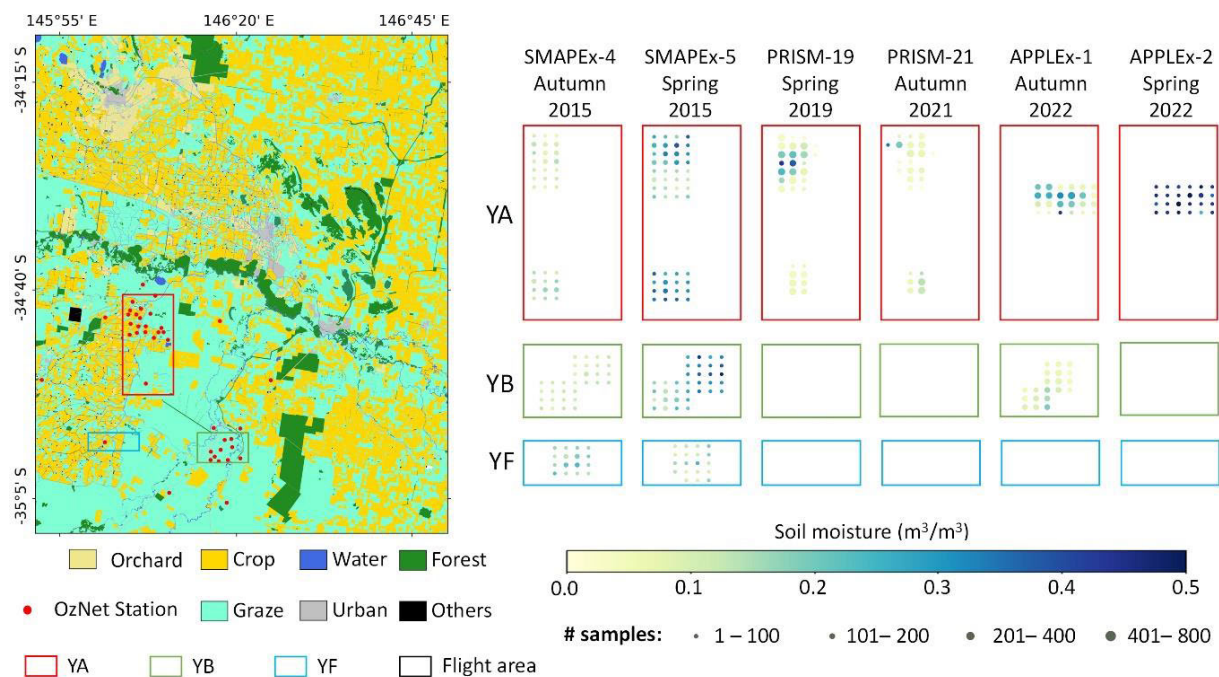 145°55' E 146°20' E 146°45' E
-34°15' S
-34°40' S
-35°5' S
SMAPEx-4 SMAPEx-5 PRISM-19 PRISM-21 APPLEx-1 APPLEx-2
Autumn Spring Spring Autumn Autumn Spring
2015 2015 2019 2021 2022 2022
YA
YB
YF
Orchard Crop Water Forest
OzNet Station Graze Urban Others
YA YB YF Flight area
Soil moisture (m³/m³)
0.0 0.1 0.2 0.3 0.4 0.5
# samples: 1 – 100 101– 200 201– 400 401– 800